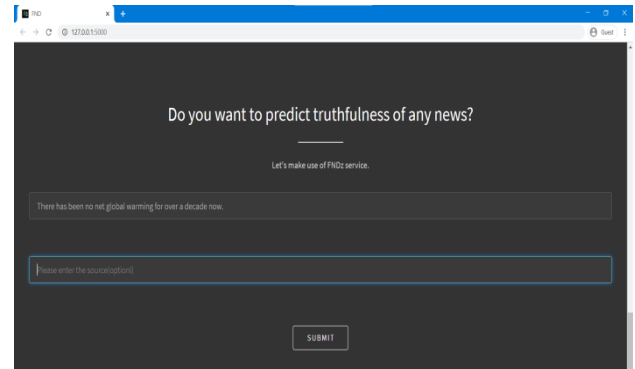 FND
127.0.0.1:5000
Guest
Do you want to predict truthfulness of any news?
Let's make use of FNDz service.
There has been no net global warming for over a decade now.
Please enter the source(option)
SUBMIT